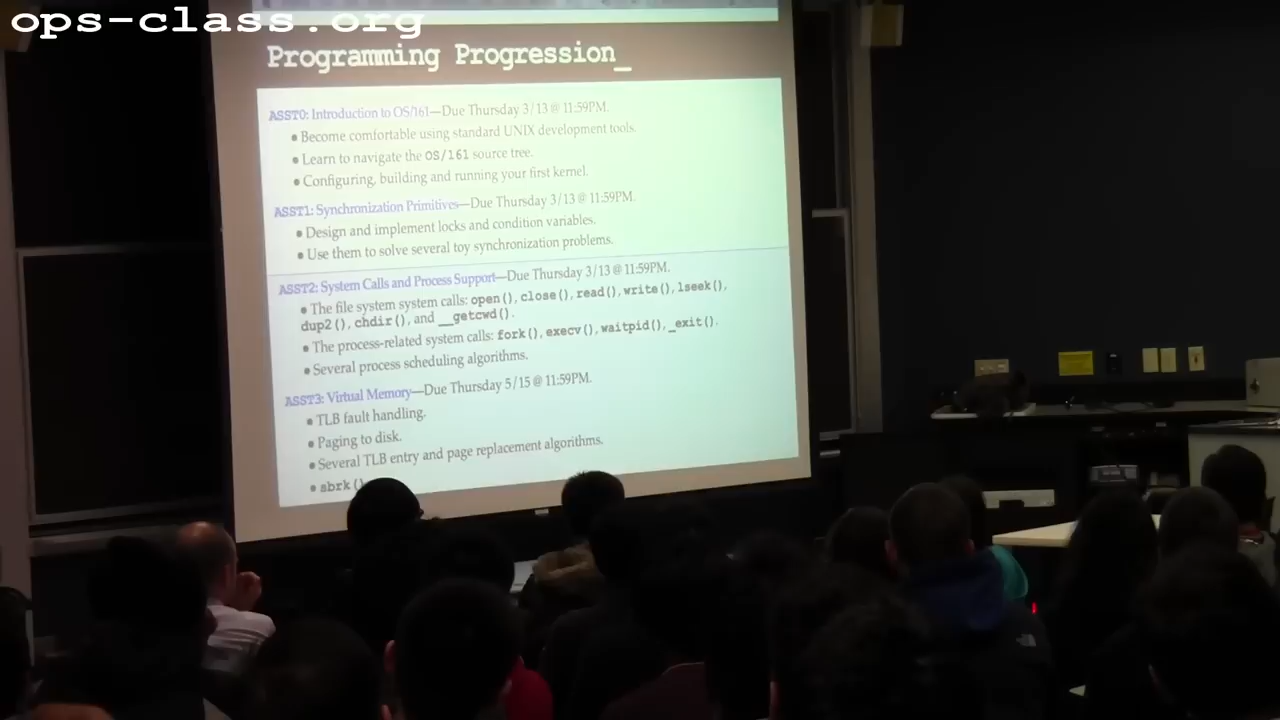 ops-class.org
Programming Progression_
ASST0: Introduction to OS/161—Due Thursday 3/13 @ 11:59PM.
• Become comfortable using standard UNIX development tools.
• Learn to navigate the OS/161 source tree.
• Configuring, building and running your first kernel.
ASST1: Synchronization Primitives—Due Thursday 3/13 @ 11:59PM.
• Design and implement locks and condition variables.
• Use them to solve several toy synchronization problems.
ASST2: System Calls and Process Support—Due Thursday 3/13 @ 11:59PM.
• The file system system calls: open(), close(), read(), write(), lseek(),
dup2(), chdir(), and __getcwd().
• The process-related system calls: fork(), execv(), waitpid(), _exit().
• Several process scheduling algorithms.
ASST3: Virtual Memory—Due Thursday 5/15 @ 11:59PM.
• TLB fault handling.
• Paging to disk.
• Several TLB entry and page replacement algorithms.
• sbrk()